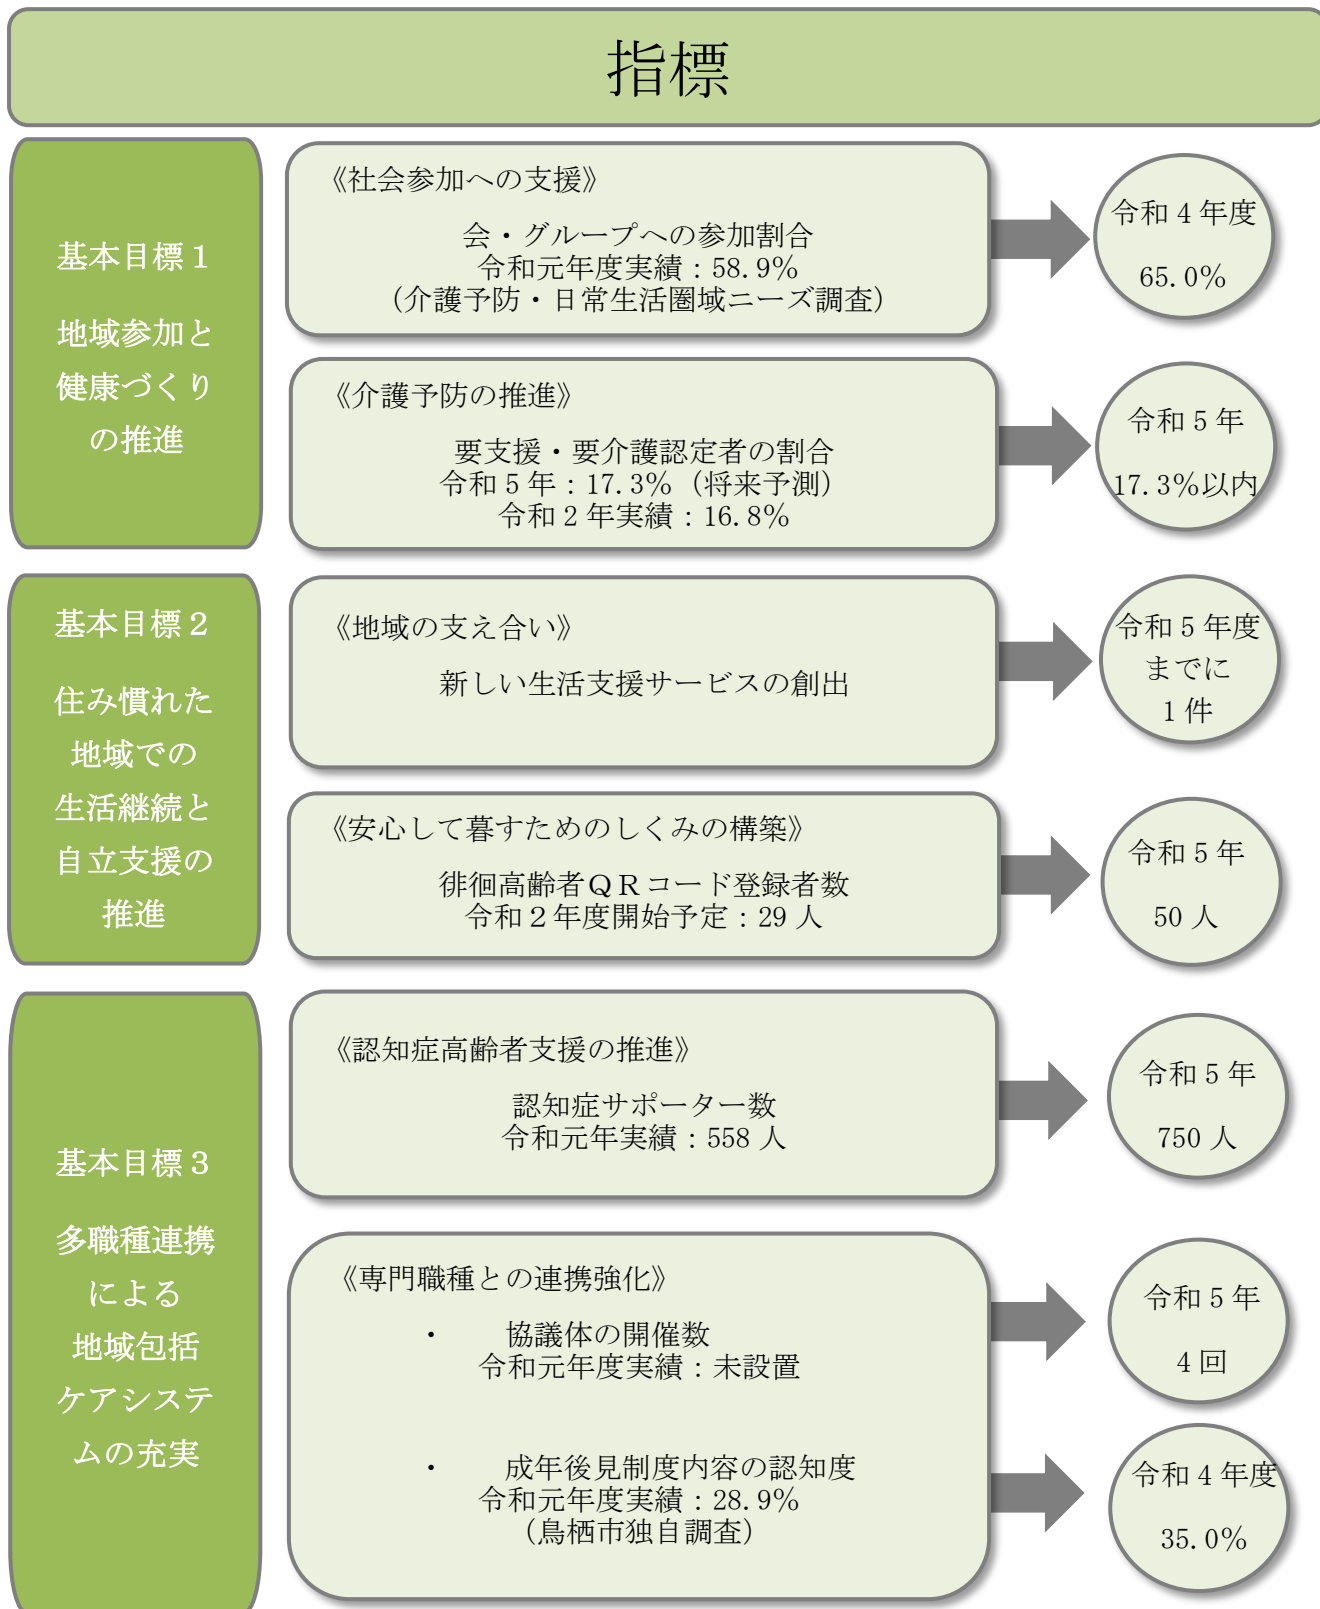 指標
基本目標１
地域参加と
健康づくり
の推進
《社会参加への支援》
会・グループへの参加割合
令和元年度実績：58.9％
（介護予防・日常生活圏域ニーズ調査）
令和４年度
65.0％
《介護予防の推進》
要支援・要介護認定者の割合
令和５年：17.3％（将来予測）
令和２年実績：16.8％
令和５年
17.3％以内
基本目標２
住み慣れた
地域での
生活継続と
自立支援の
推進
《地域の支え合い》
新しい生活支援サービスの創出
令和５年度
までに
１件
《安心して暮すためのしくみの構築》
徘徊高齢者ＱＲコード登録者数
令和２年度開始予定：29人
令和５年
50人
基本目標３
多職種連携
による
地域包括
ケアシステ
ムの充実
《認知症高齢者支援の推進》
認知症サポーター数
令和元年実績：558人
令和５年
750人
《専門職種との連携強化》
・　協議体の開催数
令和元年度実績：未設置
令和５年
４回
・　成年後見制度内容の認知度
令和元年度実績：28.9％
（鳥栖市独自調査）
令和４年度
35.0％